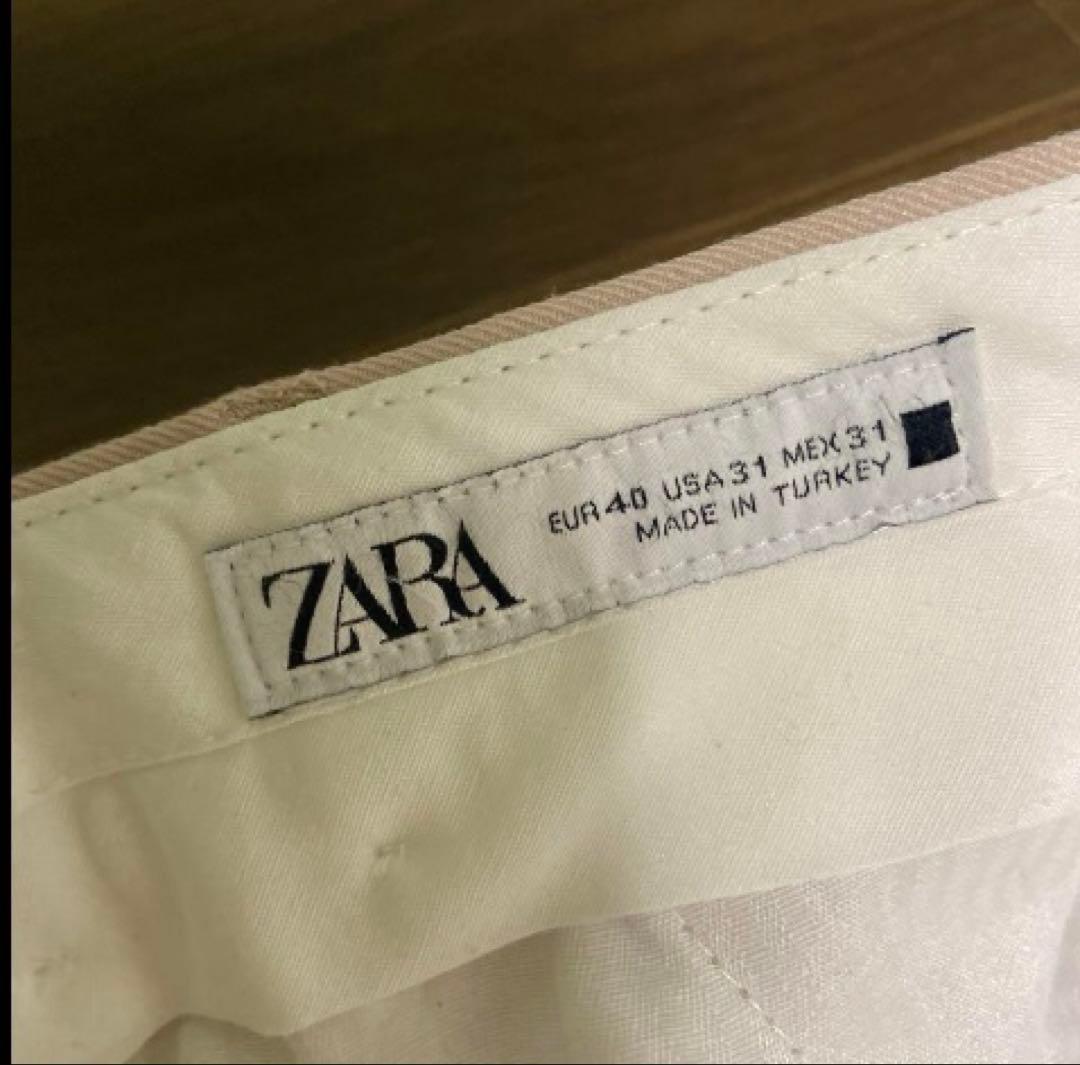 ZARA
EUR 40 USA 31 MEX 31
MADE IN TURKEY